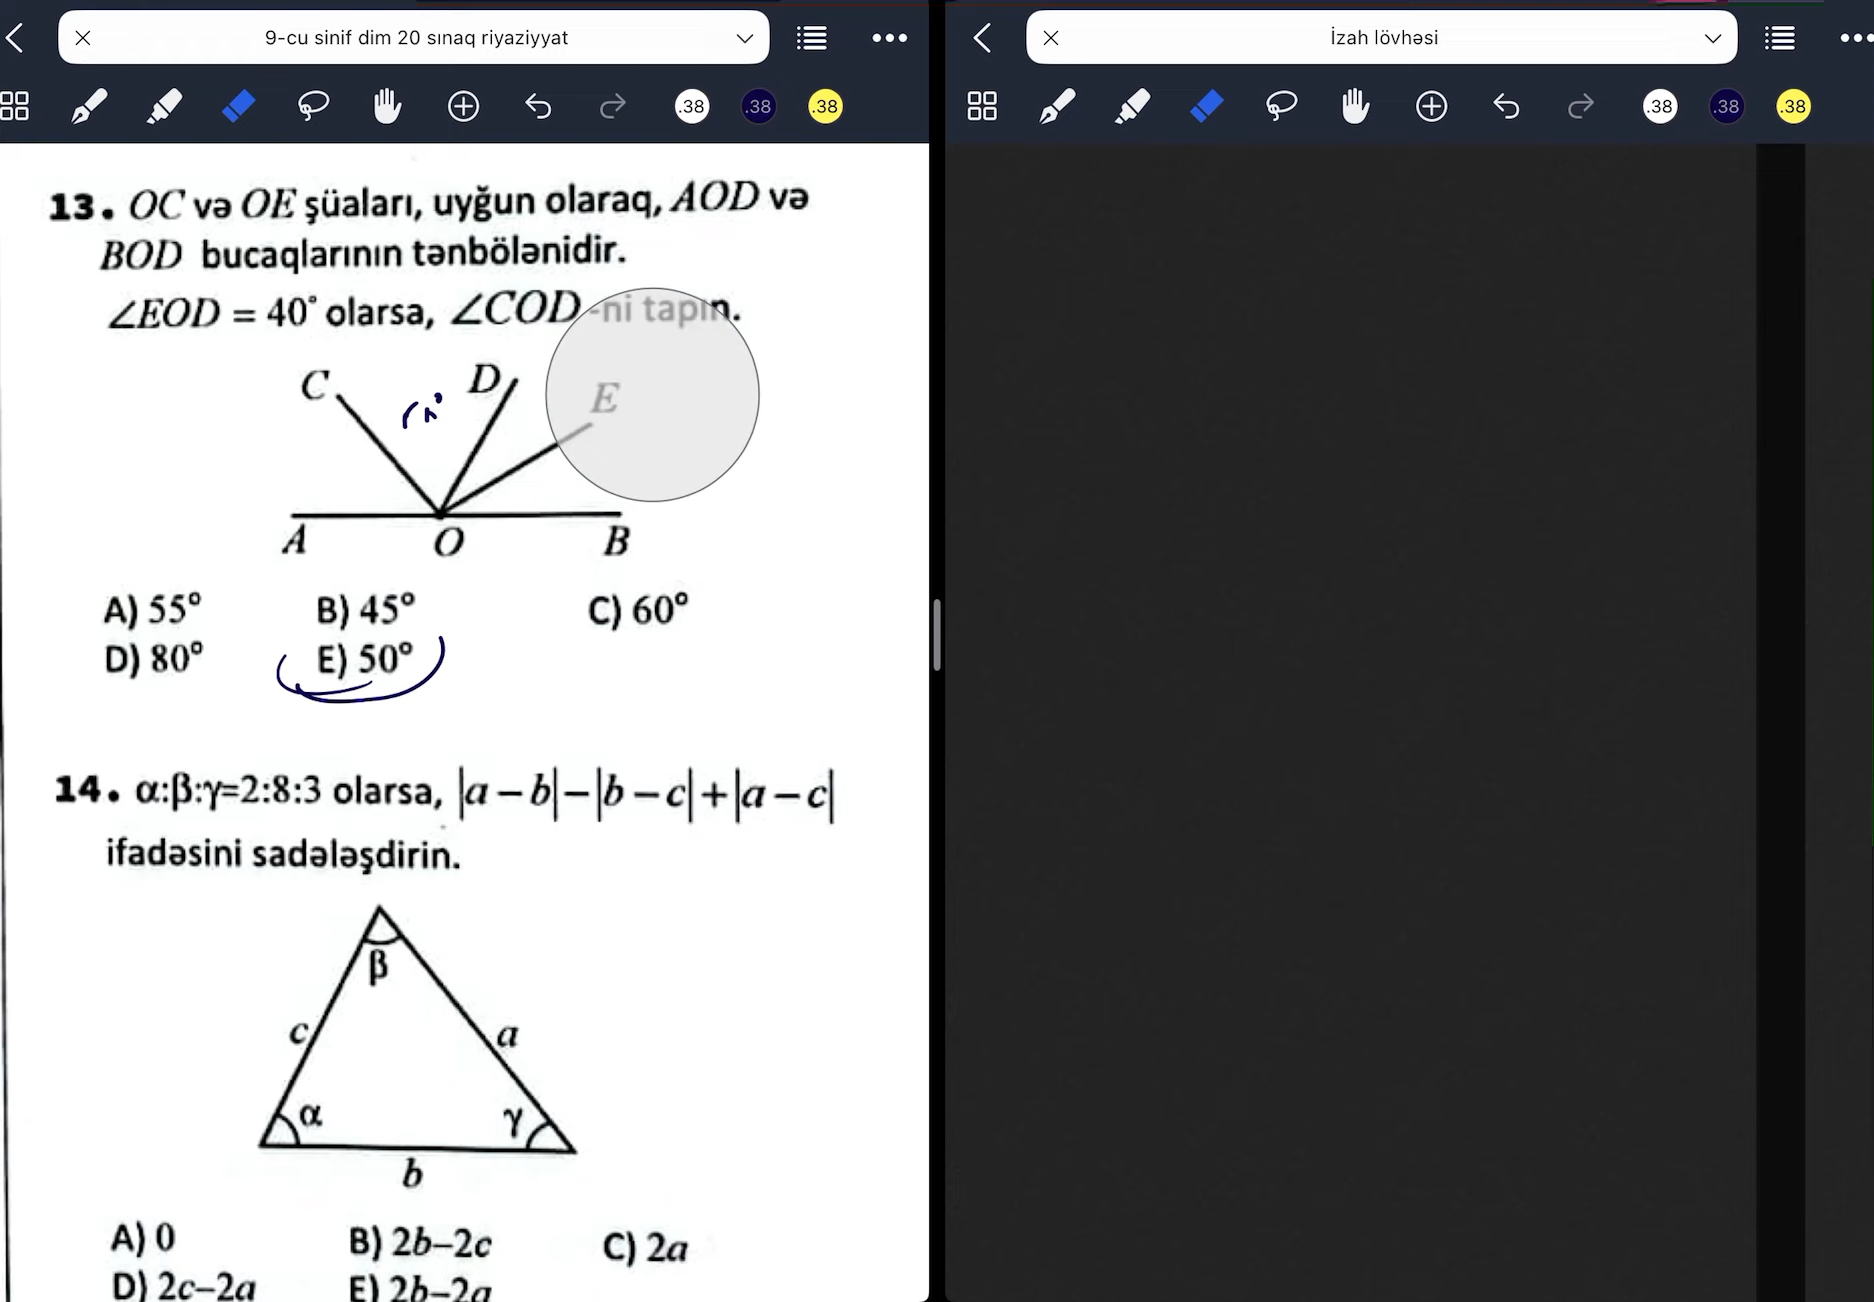 9-cu sinif dim 20 sınaq riyaziyyat
İzah lövhəsi
.38 .38 .38
.38 .38 .38
13. OC və OE şüaları, uyğun olaraq, AOD və
BOD bucaqlarının tənbölənidir.
∠EOD = 40° olarsa, ∠COD -ni tapın.
C D E
A O B
A) 55° B) 45° C) 60°
D) 80° E) 50°
14. α:β:γ=2:8:3 olarsa, |a – b| – |b – c| + |a – c|
ifadəsini sadələşdirin.
β
c a
α γ
b
A) 0 B) 2b–2c C) 2a
D) 2c–2a E) 2b–2a